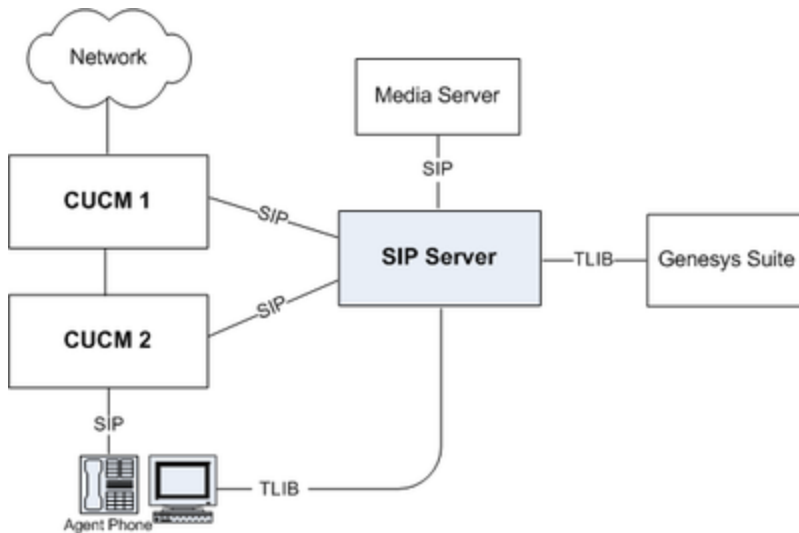 Network
Media Server
SIP
CUCM 1
SIP
SIP Server
TLIB
Genesys Suite
CUCM 2
SIP
SIP
TLIB
Agent Phone